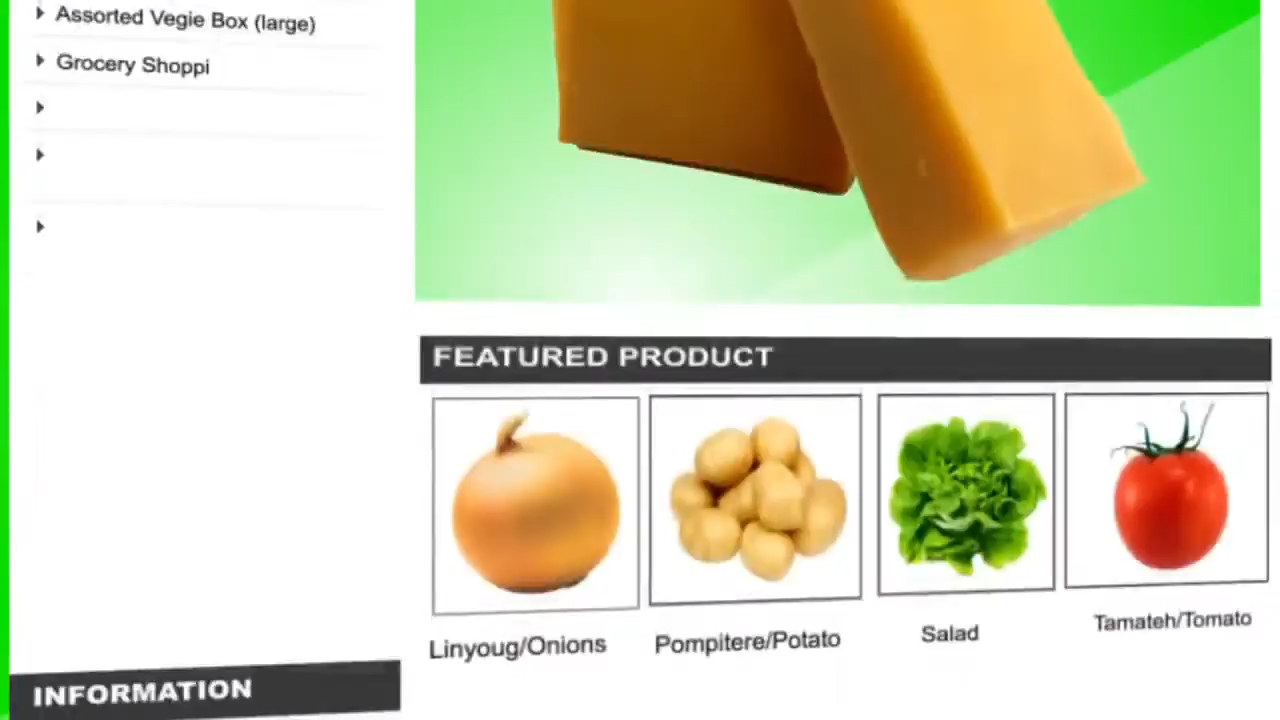 Assorted Vegie Box (large)
Grocery Shoppi
FEATURED PRODUCT
Linyoug/Onions
Pompitere/Potato
Salad
Tamateh/Tomato
INFORMATION